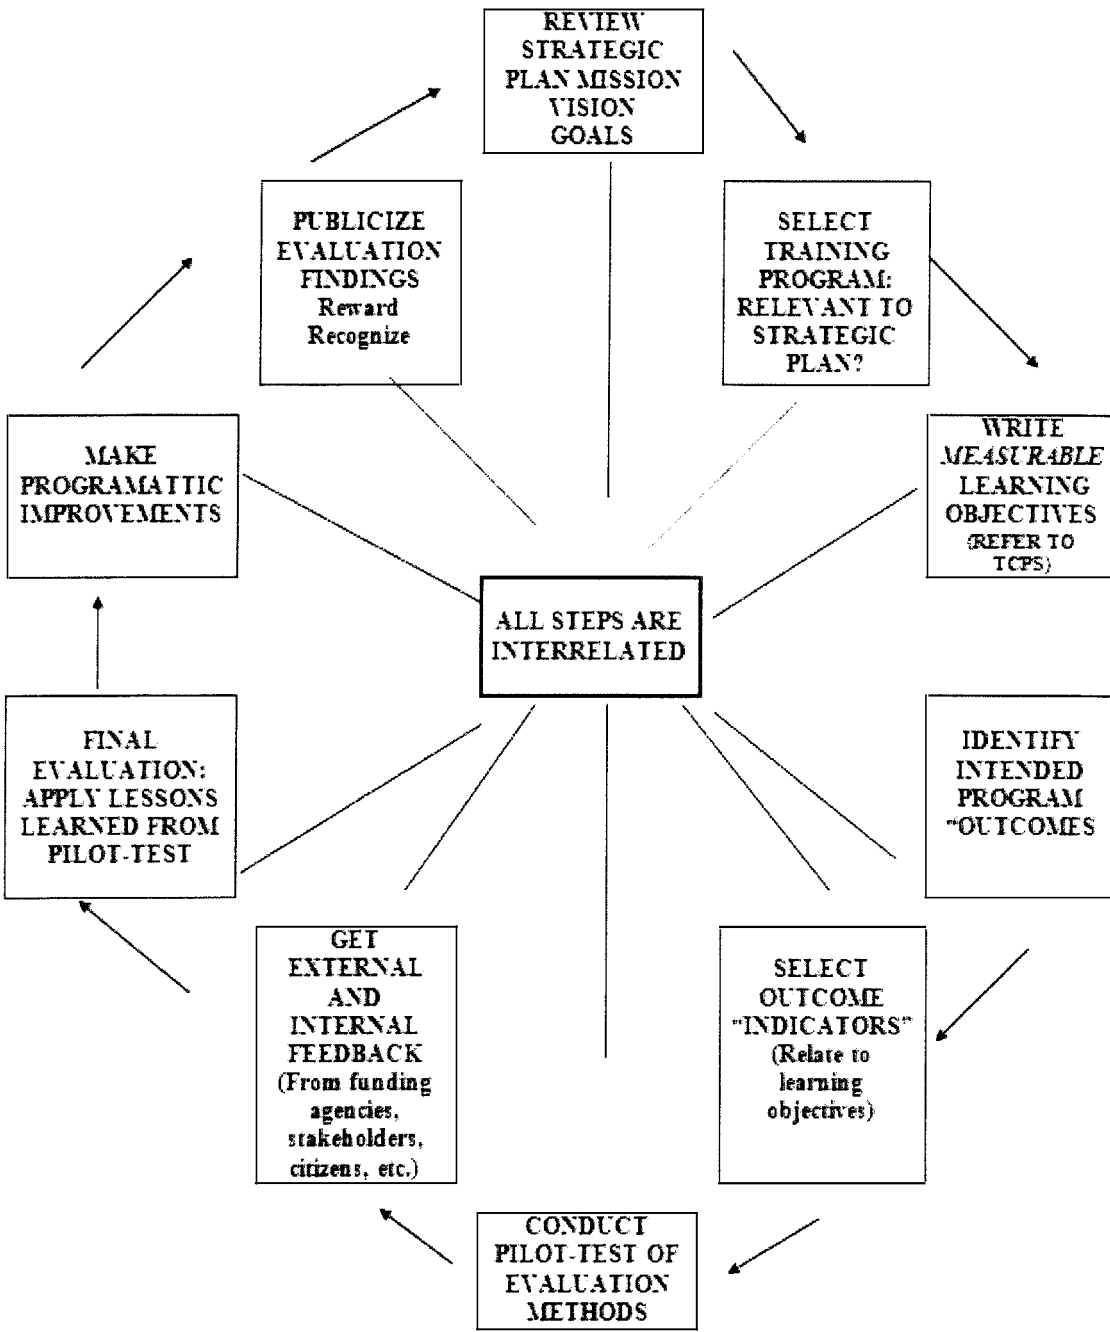 REVIEW
STRATEGIC
PLAN MISSION
VISION
GOALS
SELECT
TRAINING
PROGRAM:
RELEVANT TO
STRATEGIC
PLAN?
WRITE
MEASURABLE
LEARNING
OBJECTIVES
(REFER TO
TCPS)
IDENTIFY
INTENDED
PROGRAM
"OUTCOMES
SELECT
OUTCOME
"INDICATORS"
(Relate to
learning
objectives)
CONDUCT
PILOT-TEST OF
EVALUATION
METHODS
GET
EXTERNAL
AND
INTERNAL
FEEDBACK
(From funding
agencies,
stakeholders,
citizens, etc.)
FINAL
EVALUATION:
APPLY LESSONS
LEARNED FROM
PILOT-TEST
MAKE
PROGRAMATTIC
IMPROVEMENTS
PUBLICIZE
EVALUATION
FINDINGS
Reward
Recognize
ALL STEPS ARE
INTERRELATED